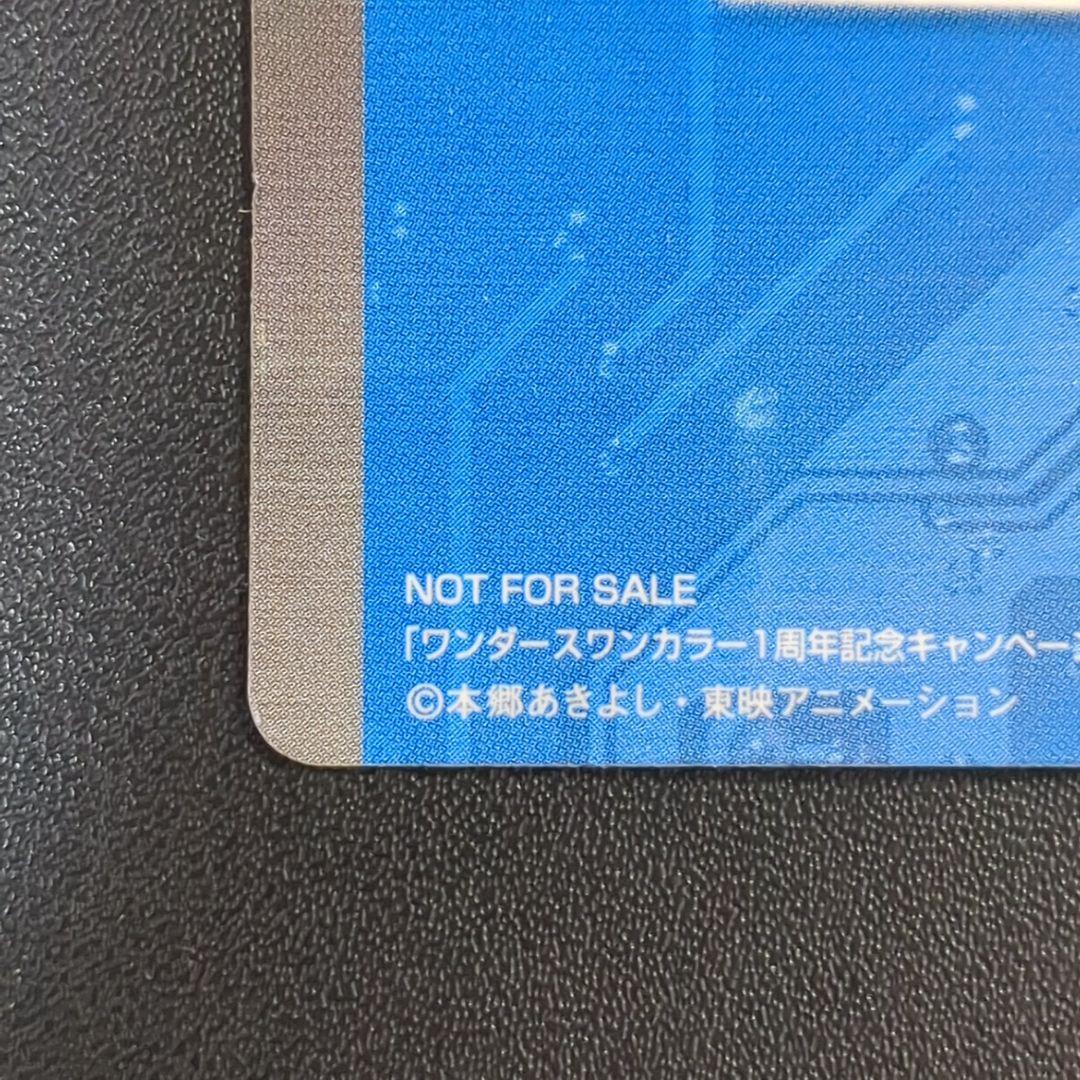 NOT FOR SALE
「ワンダースワンカラー1周年記念キャンペー
©本郷あきよし・東映アニメーション